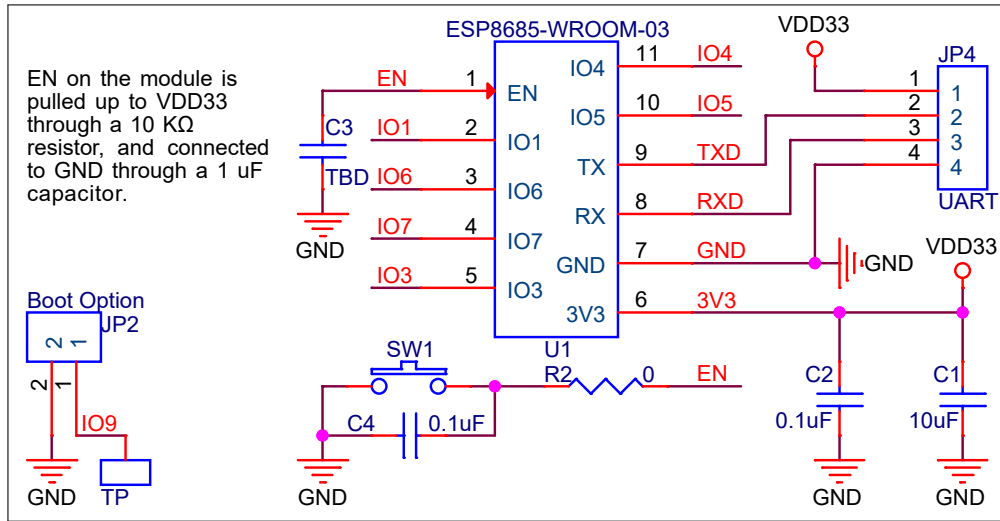 ESP8685-WROOM-03
VDD33
EN on the module is
pulled up to VDD33
through a 10 KΩ
resistor, and connected
to GND through a 1 uF
capacitor.
EN 1 EN
C3
TBD
GND
IO1 2 IO1
IO6 3 IO6
IO7 4 IO7
IO3 5 IO3
IO4 11 IO4
IO5 10 IO5
TX 9 TXD
RX 8 RXD
GND 7 GND
3V3 6 3V3
U1
JP4
1 1
2 2
3 3
4 4
UART
GND
VDD33
Boot Option
JP2
2 1
2 1
IO9
GND
TP
SW1
R2 0 EN
C4 0.1uF
GND
C2
0.1uF
GND
C1
10uF
GND